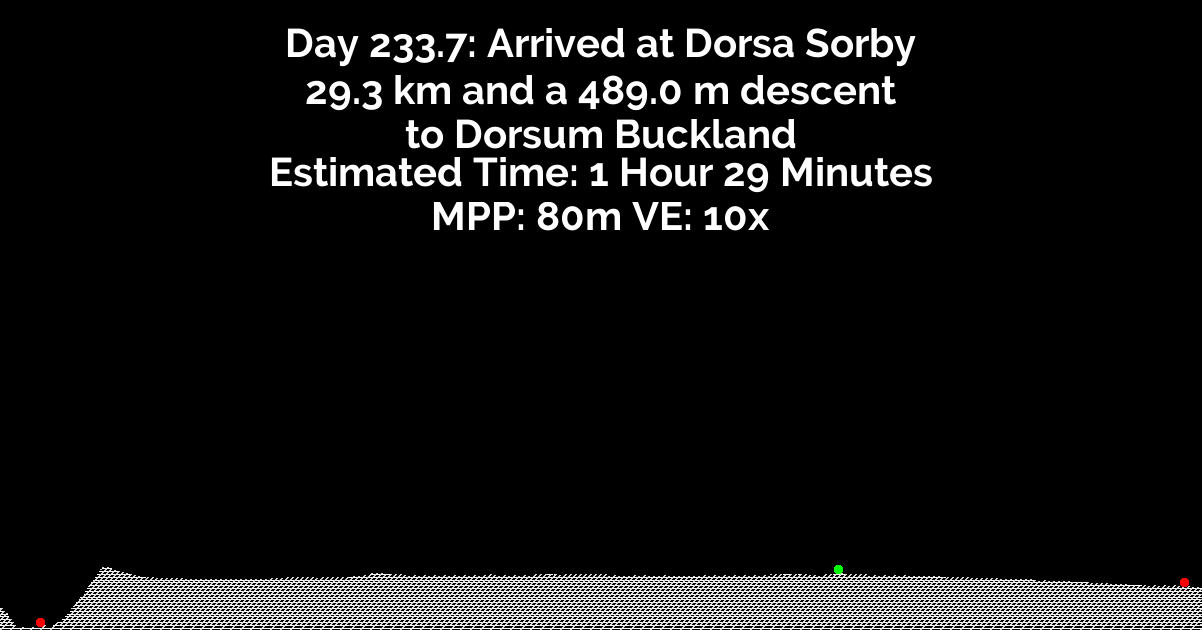 Day 233.7: Arrived at Dorsa Sorby
29.3 km and a 489.0 m descent
to Dorsum Buckland
Estimated Time: 1 Hour 29 Minutes
MPP: 80m VE: 10x